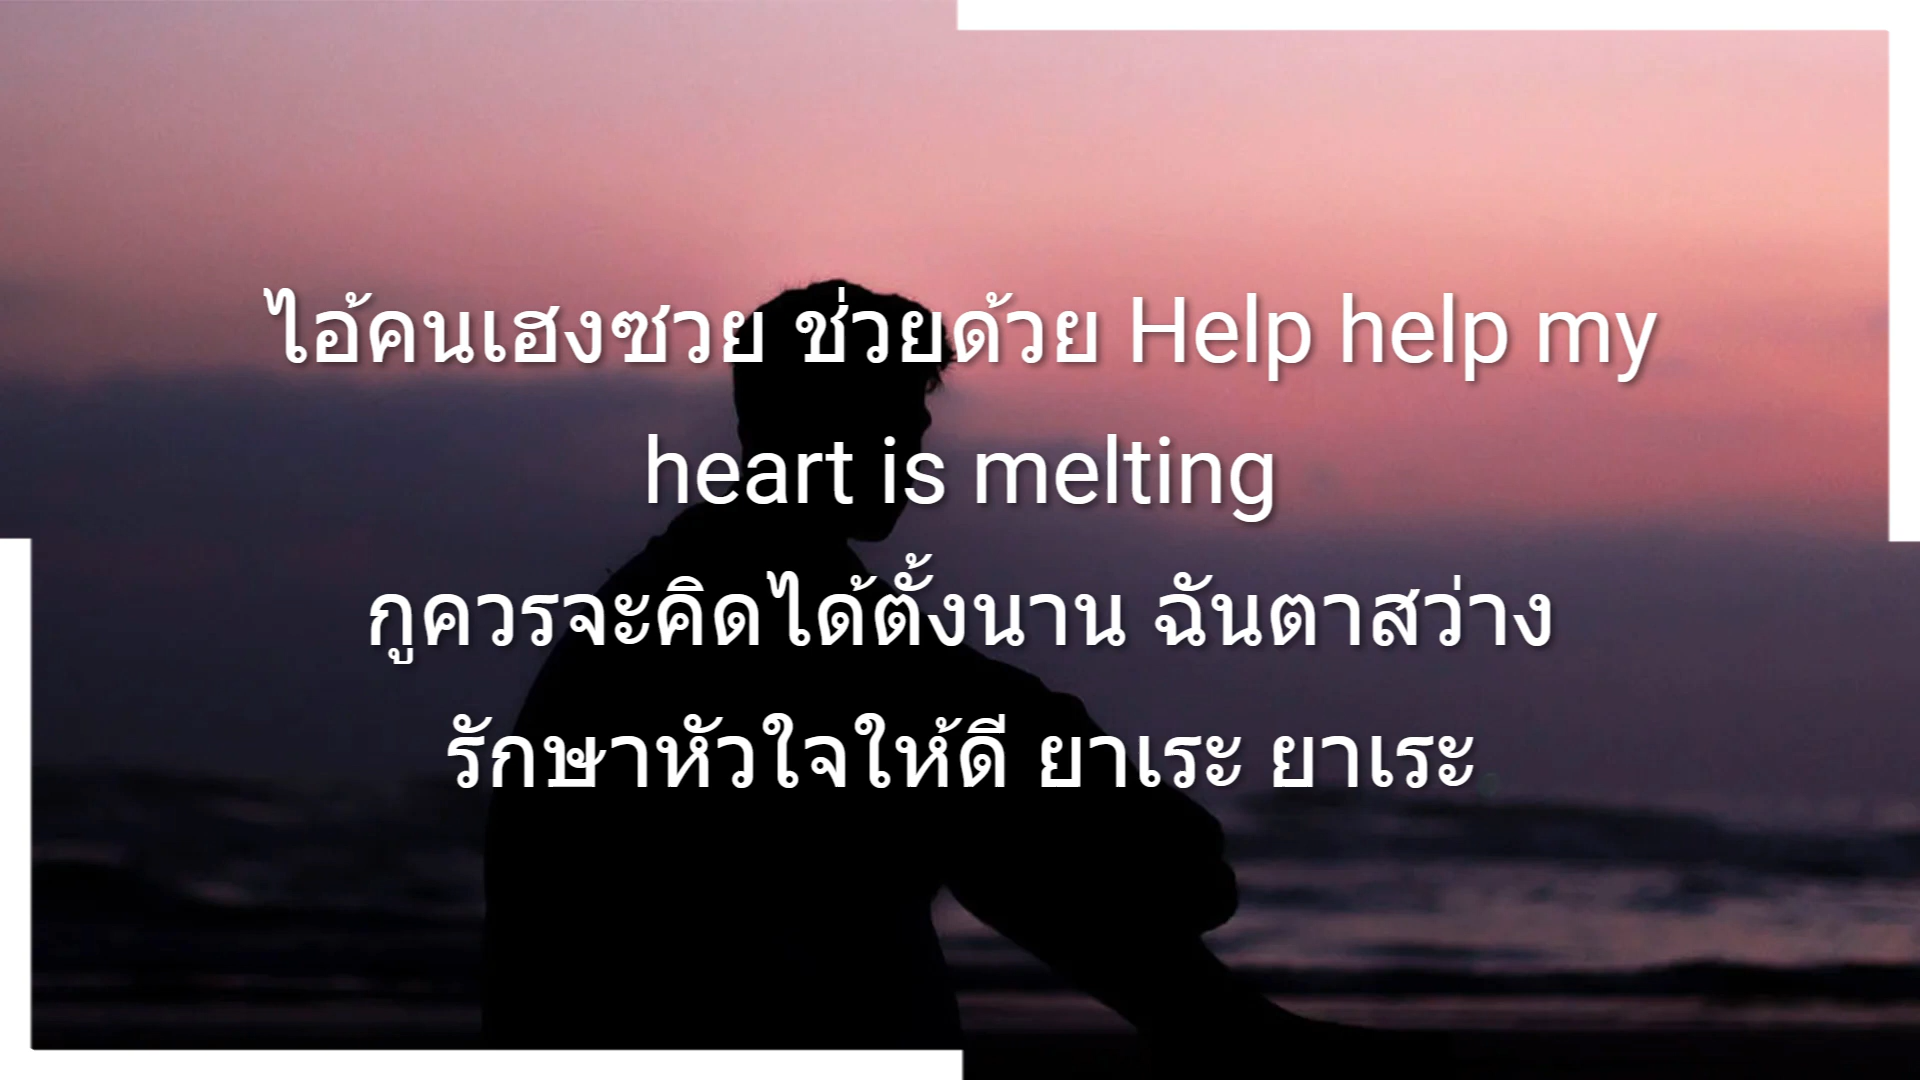 ไอ้คนเฮงซวย ช่วยด้วย Help help my
heart is melting
กูควรจะคิดได้ตั้งนาน ฉันตาสว่าง
รักษาหัวใจให้ดี ยาเระ ยาเระ